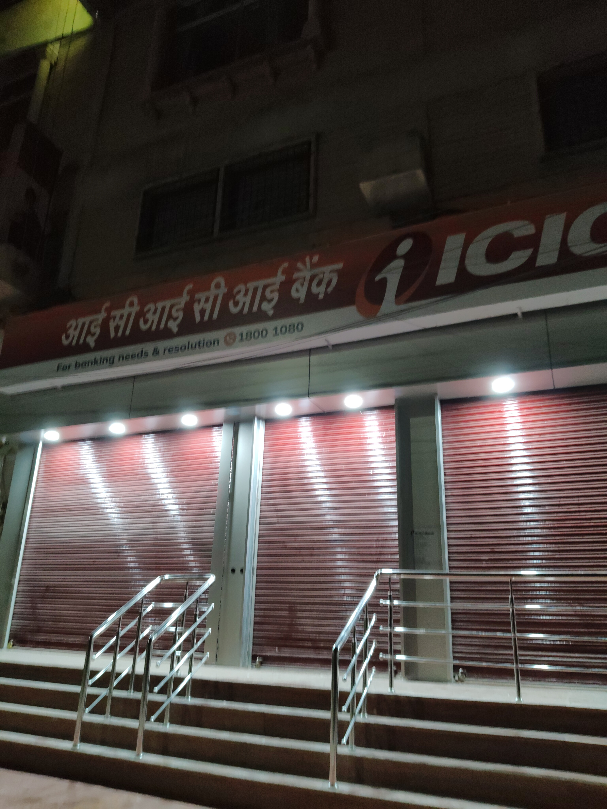 आई सी आई सी आई बैंक
i ICIC
For banking needs & resolution 1800 1080